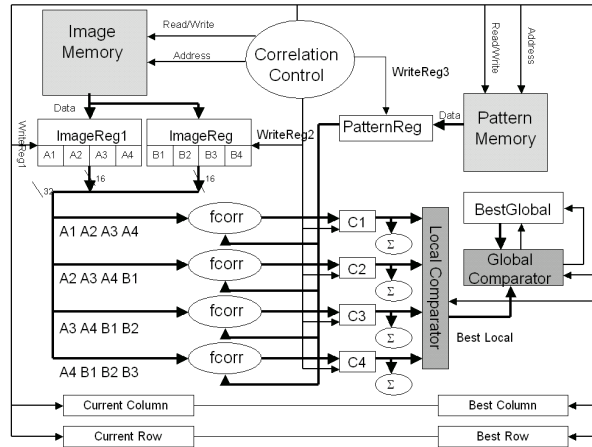 Image
Memory
Read/Write
Address
Correlation
Control
WriteReg3
Read/Write
Address
Data
Data
Pattern
Memory
WriteReg1
ImageReg1
ImageReg
WriteReg2
PatternReg
A1 A2 A3 A4
B1 B2 B3 B4
32
16
16
A1 A2 A3 A4
fcorr
C1
Σ
BestGlobal
A2 A3 A4 B1
fcorr
C2
Σ
Local Comparator
Global
Comparator
A3 A4 B1 B2
fcorr
C3
Σ
Best Local
A4 B1 B2 B3
fcorr
C4
Σ
Current Column
Best Column
Current Row
Best Row